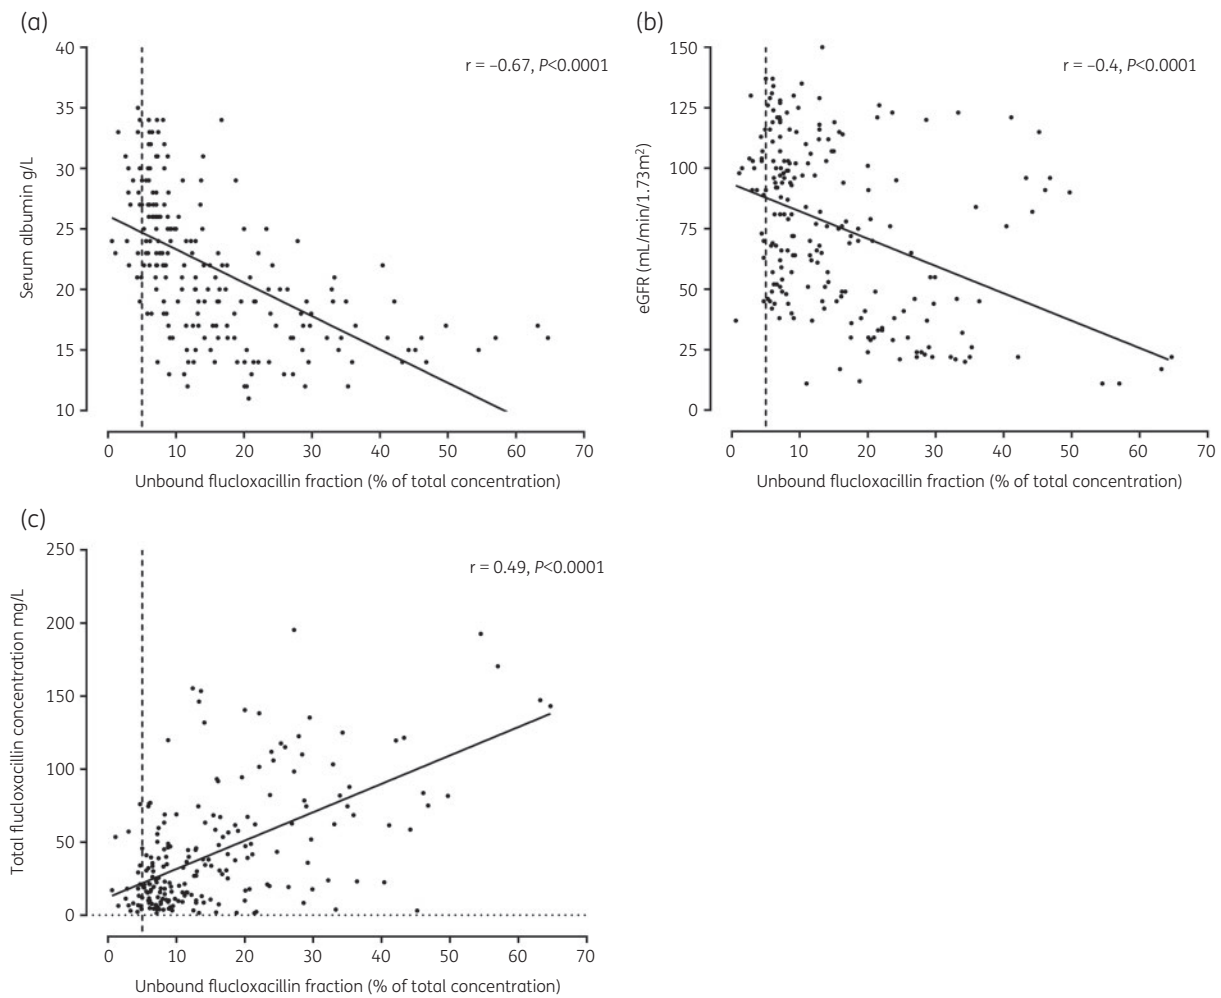 (a)
r = –0.67, P<0.0001
40
35
30
25
20
15
10
Serum albumin g/L
0 10 20 30 40 50 60 70
Unbound flucloxacillin fraction (% of total concentration)
(b)
r = –0.4, P<0.0001
150
125
100
75
50
25
0
eGFR (mL/min/1.73m²)
0 10 20 30 40 50 60 70
Unbound flucloxacillin fraction (% of total concentration)
(c)
r = 0.49, P<0.0001
250
200
150
100
50
0
Total flucloxacillin concentration mg/L
0 10 20 30 40 50 60 70
Unbound flucloxacillin fraction (% of total concentration)